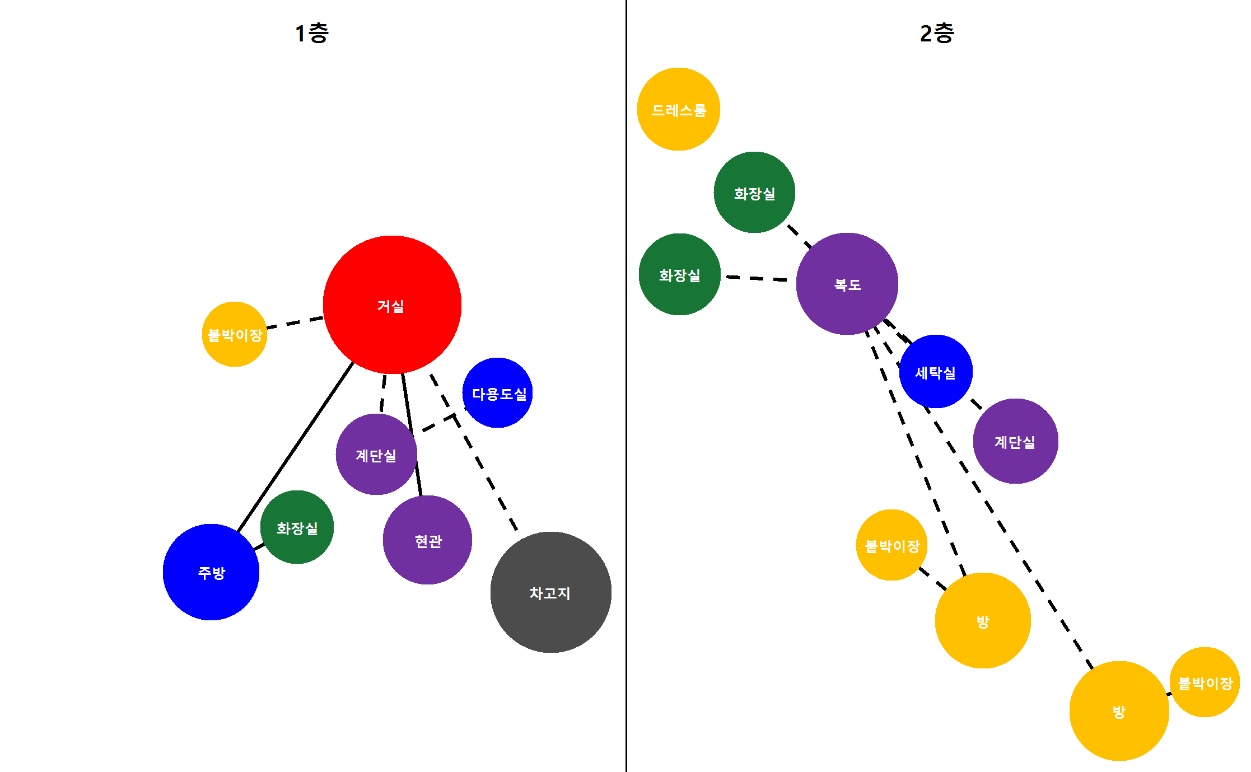 1층
거실
붙박이장
다용도실
계단실
화장실
현관
주방
차고지
2층
드레스룸
화장실
화장실
복도
세탁실
계단실
붙박이장
방
붙박이장
방